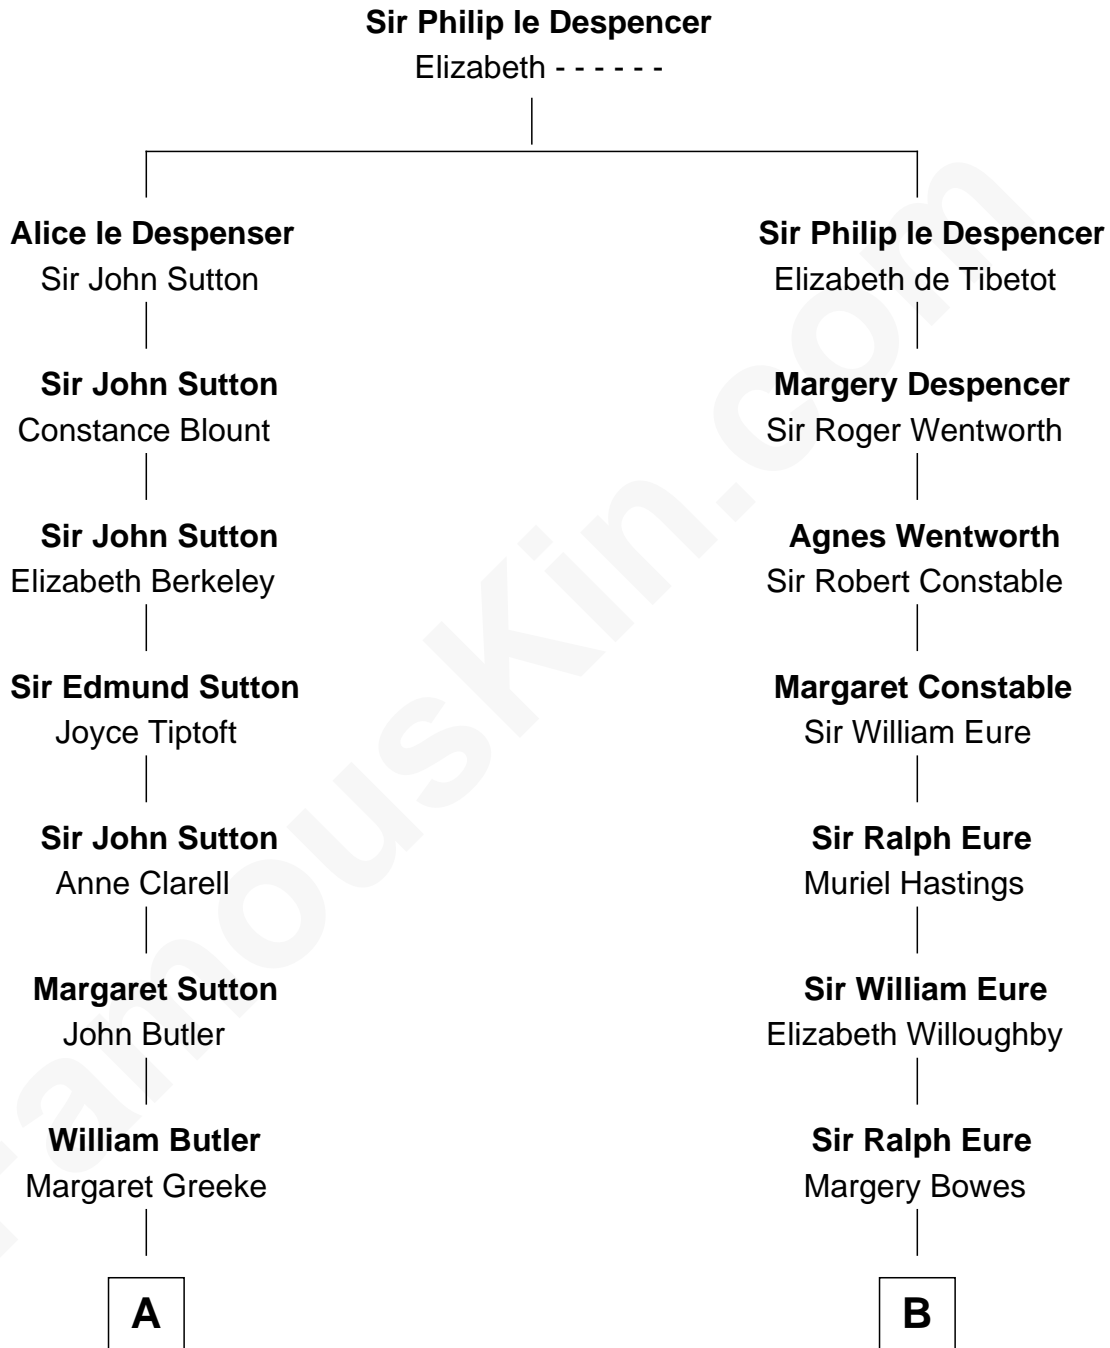 Sir Philip le Despencer
Elizabeth - - - - - -
Alice le Despenser
Sir John Sutton
Sir Philip le Despencer
Elizabeth de Tibetot
Sir John Sutton
Constance Blount
Margery Despencer
Sir Roger Wentworth
Sir John Sutton
Elizabeth Berkeley
Agnes Wentworth
Sir Robert Constable
Sir Edmund Sutton
Joyce Tiptoft
Margaret Constable
Sir William Eure
Sir John Sutton
Anne Clarell
Sir Ralph Eure
Muriel Hastings
Margaret Sutton
John Butler
Sir William Eure
Elizabeth Willoughby
William Butler
Margaret Greeke
Sir Ralph Eure
Margery Bowes
A
B
FamousKin.com